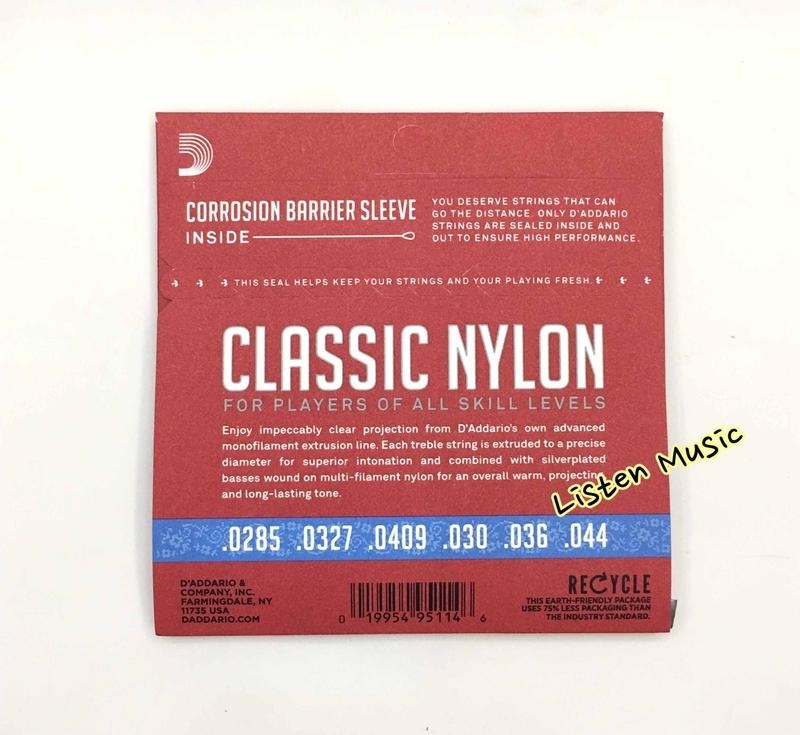 CORROSION BARRIER SLEEVE
INSIDE
YOU DESERVE STRINGS THAT CAN
GO THE DISTANCE. ONLY D'ADDARIO
STRINGS ARE SEALED INSIDE AND
OUT TO ENSURE HIGH PERFORMANCE.
THIS SEAL HELPS KEEP YOUR STRINGS AND YOUR PLAYING FRESH.
CLASSIC NYLON
FOR PLAYERS OF ALL SKILL LEVELS
Enjoy impeccably clear projection from D'Addario's own advanced
monofilament extrusion line. Each treble string is extruded to a precise
diameter for superior intonation and combined with silverplated
basses wound on multi-filament nylon for an overall warm, projecting
and long-lasting tone.
Listen Music
.0285 .0327 .0409 .030 .036 .044
D'ADDARIO &
COMPANY, INC.
FARMINGDALE, NY
11735 USA
DADDARIO.COM
0 19954 95114 6
RECYCLE
THIS EARTH-FRIENDLY PACKAGE
USES 75% LESS PACKAGING THAN
THE INDUSTRY STANDARD.